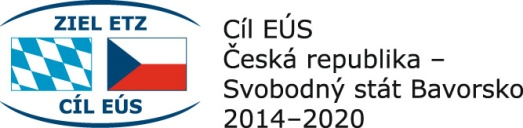 ZIEL ETZ
CÍL EÚS
Cíl EÚS
Česká republika –
Svobodný stát Bavorsko
2014–2020